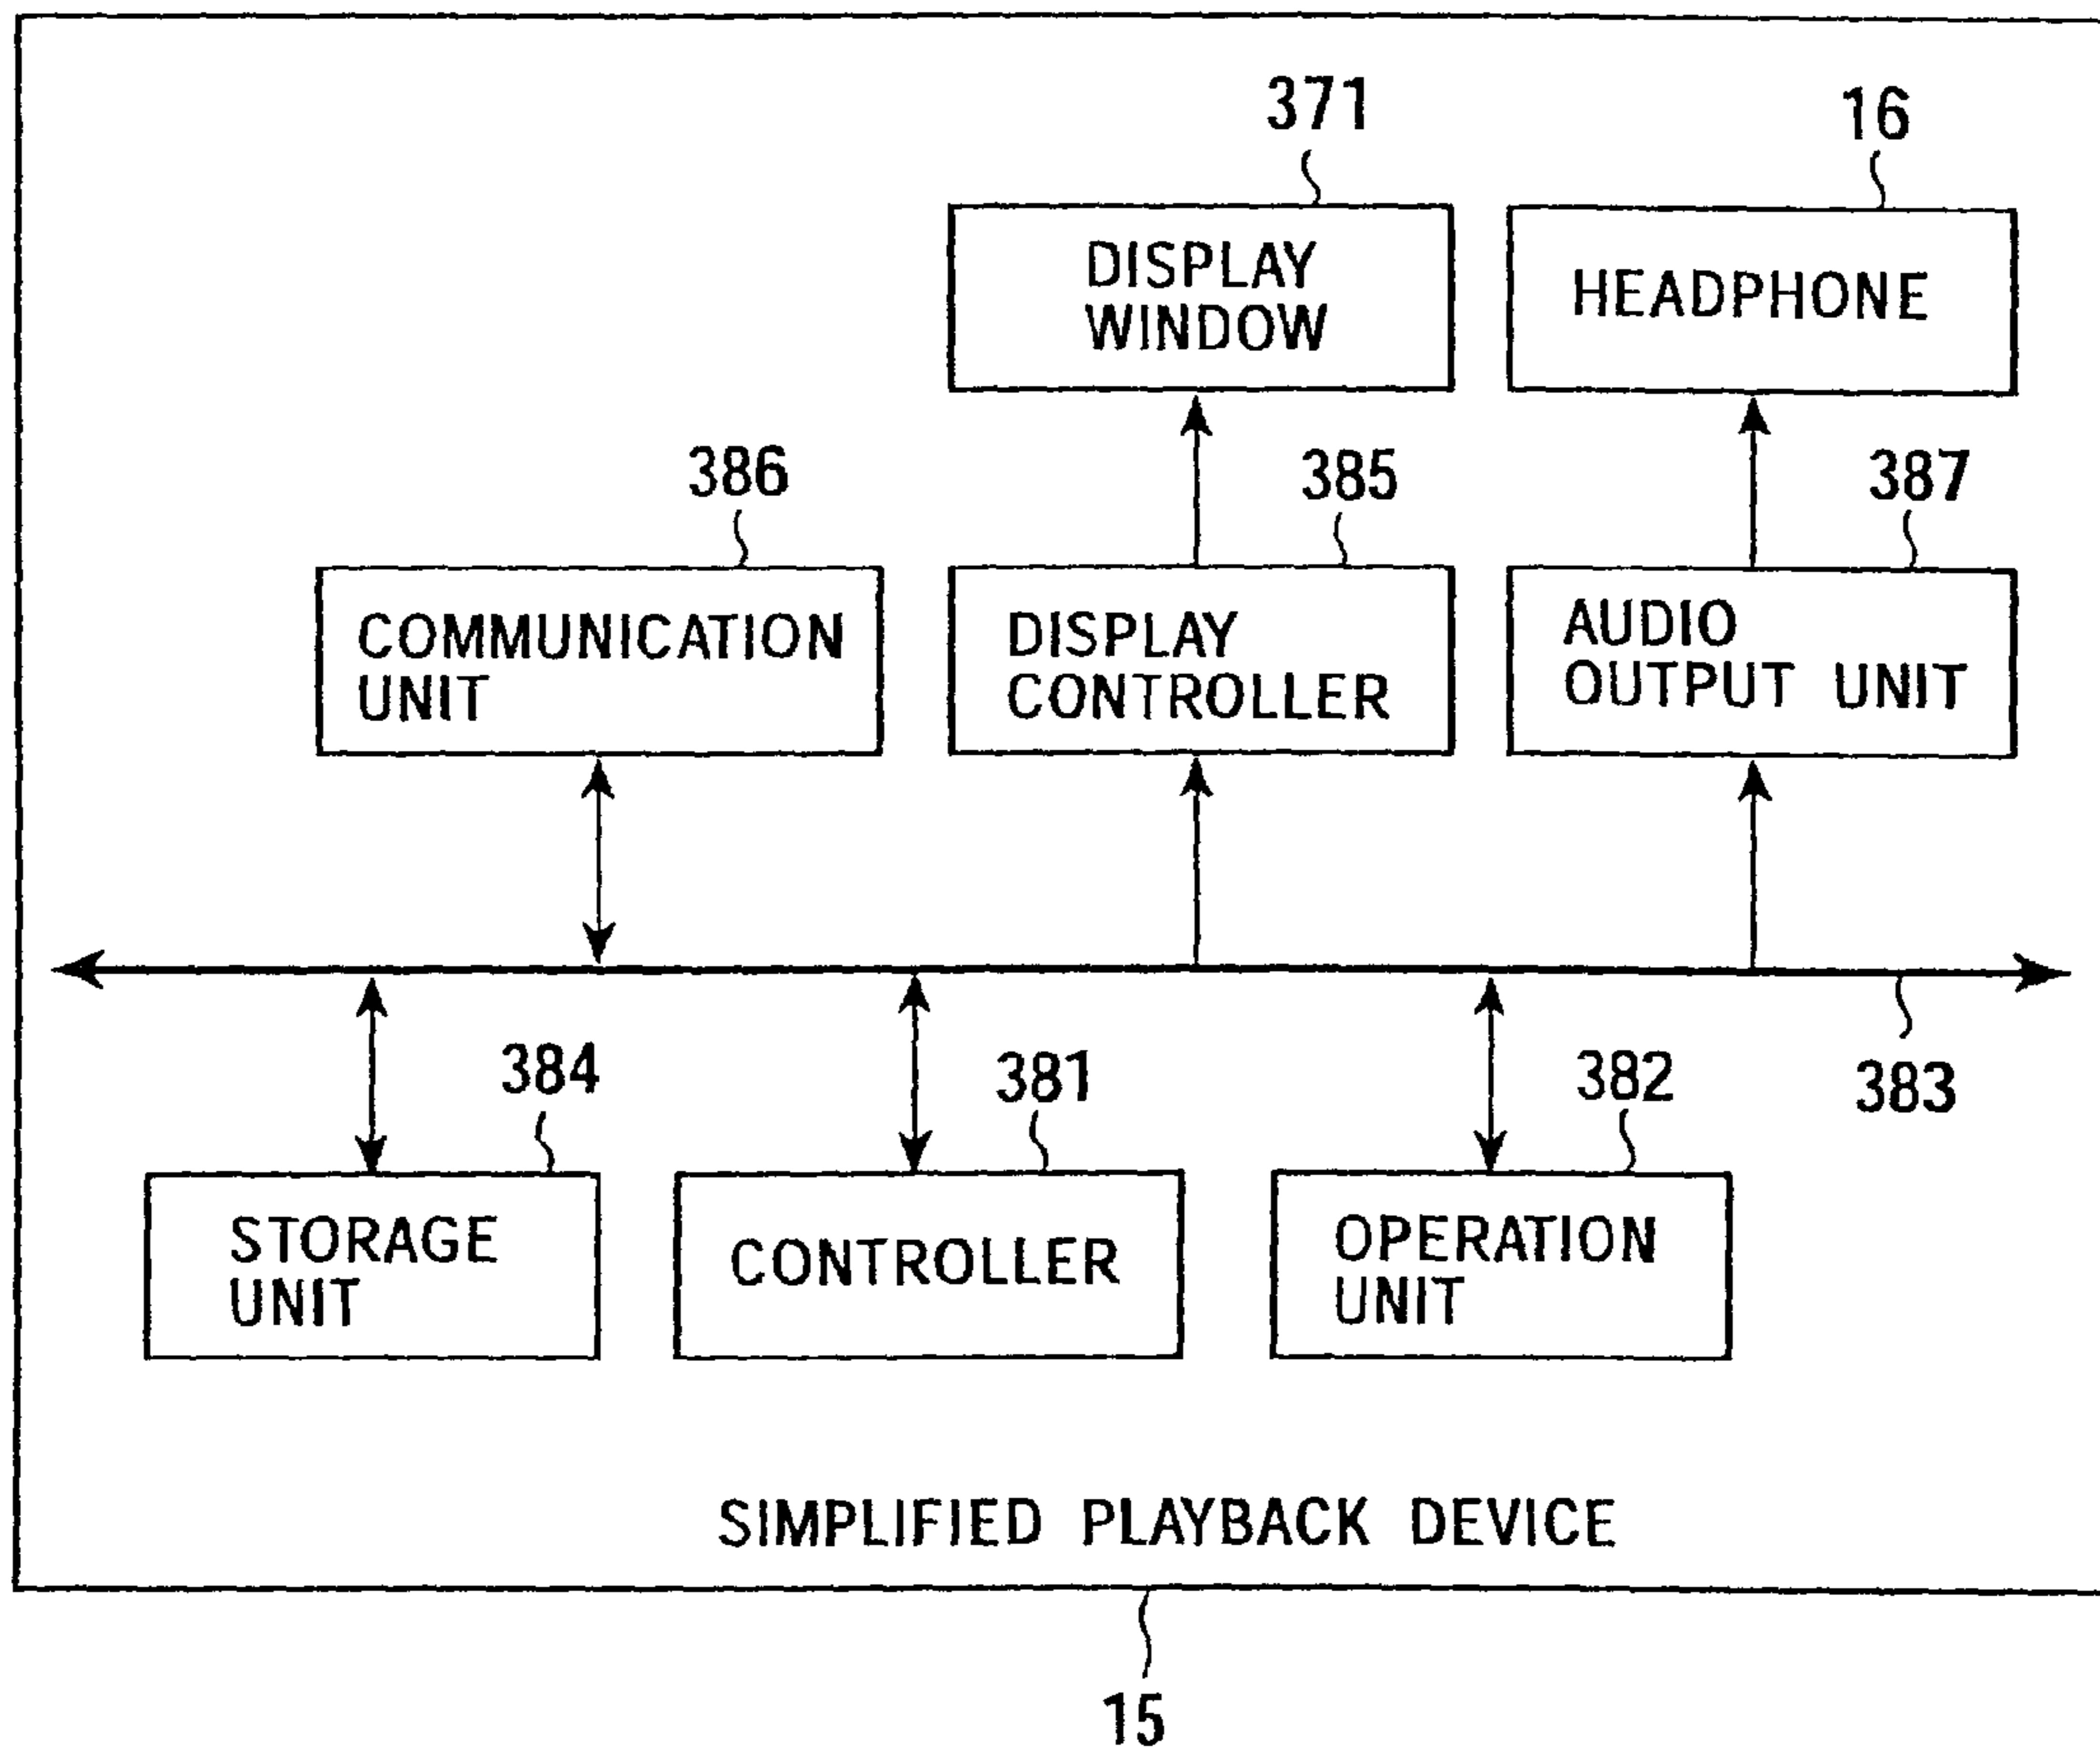 371
16
DISPLAY
WINDOW
HEADPHONE
386
385
387
COMMUNICATION
UNIT
DISPLAY
CONTROLLER
AUDIO
OUTPUT UNIT
384
381
382
383
STORAGE
UNIT
CONTROLLER
OPERATION
UNIT
SIMPLIFIED PLAYBACK DEVICE
15